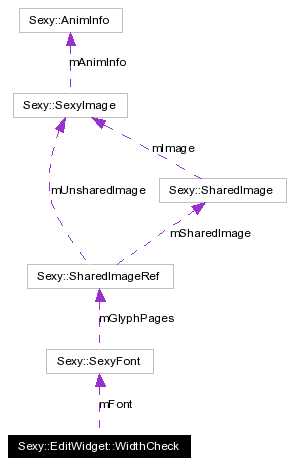 Sexy::AnimInfo
mAnimInfo
Sexy::SexyImage
mImage
mUnsharedImage
Sexy::SharedImage
mSharedImage
Sexy::SharedImageRef
mGlyphPages
Sexy::SexyFont
mFont
Sexy::EditWidget::WidthCheck